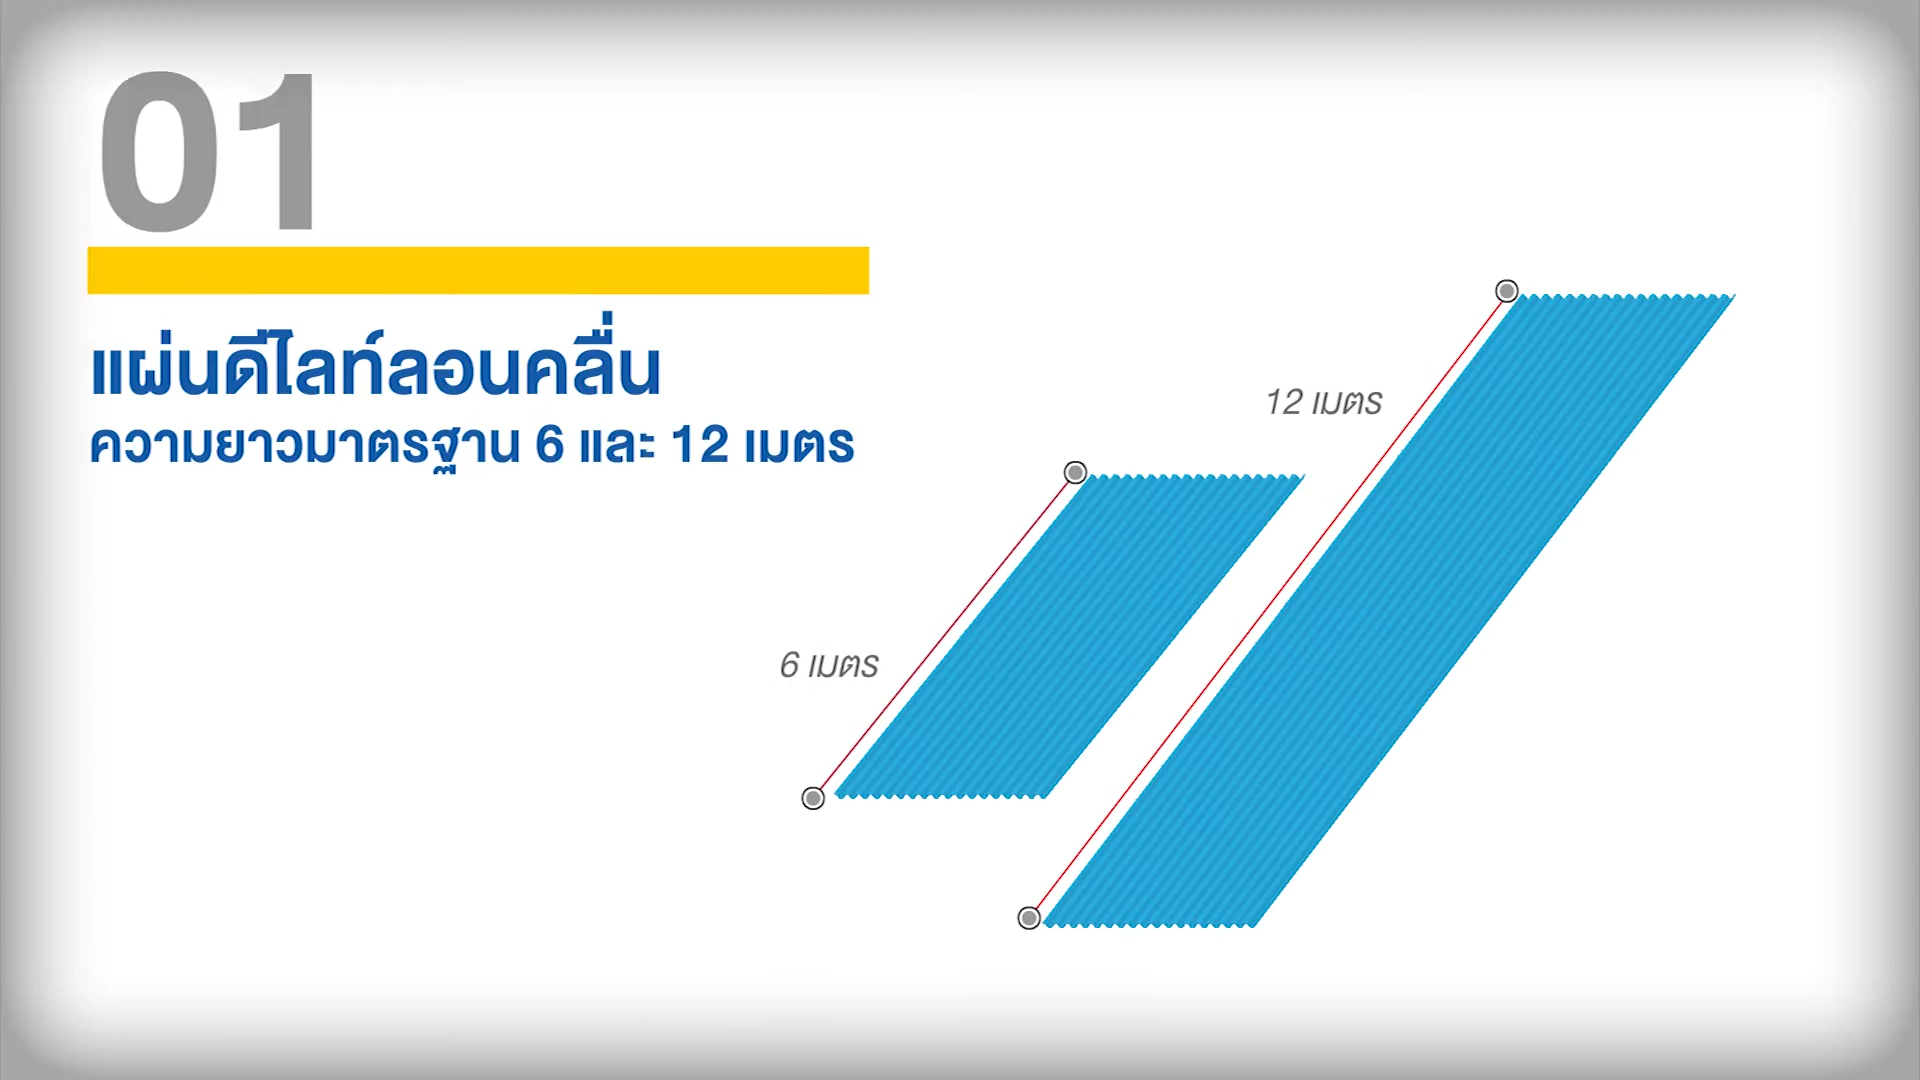 01
แผ่นดีไลท์ลอนคลื่น
ความยาวมาตรฐาน 6 และ 12 เมตร
12 เมตร
6 เมตร